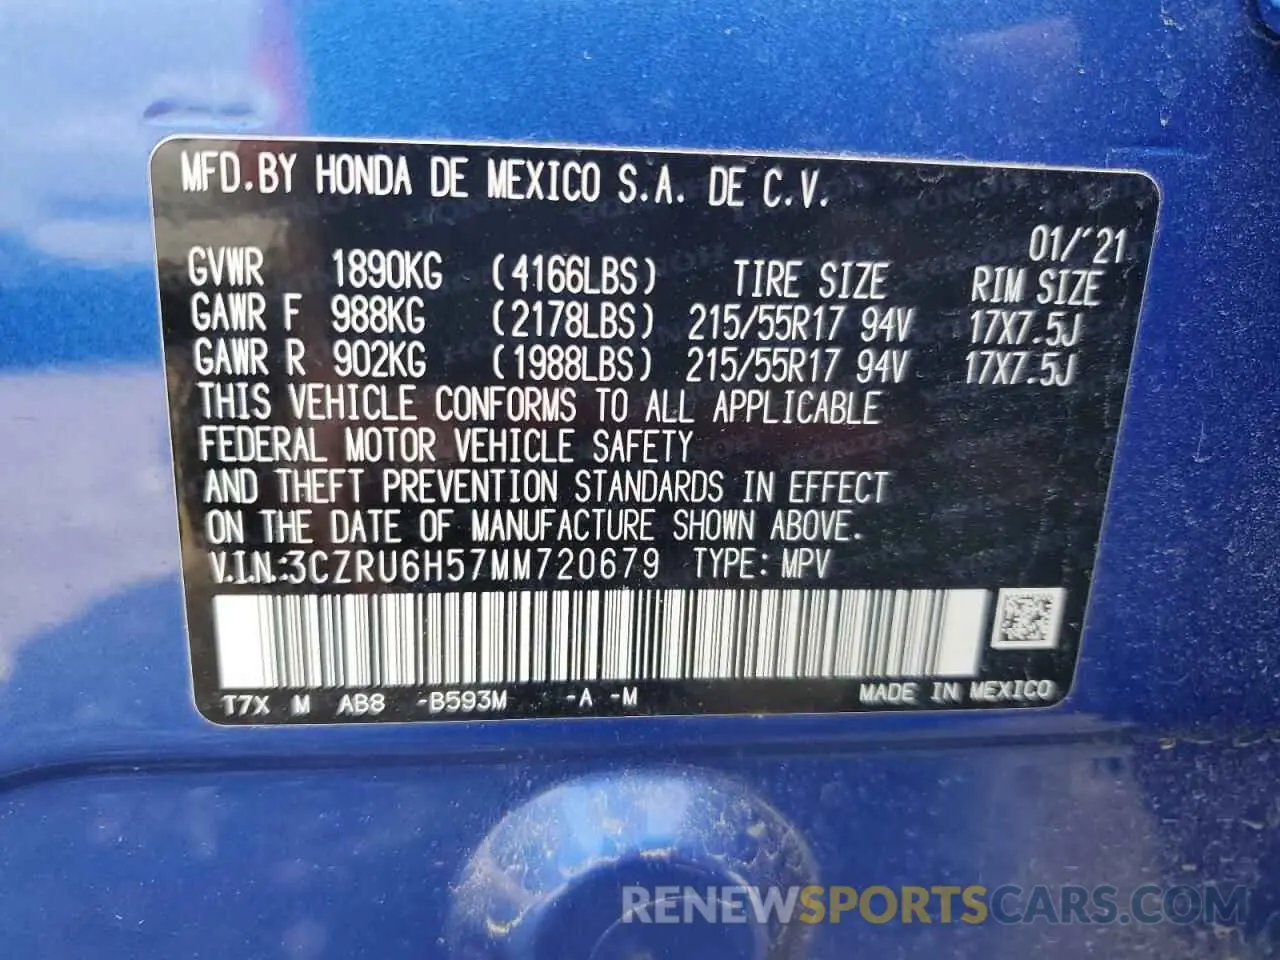 MFD.BY HONDA DE MEXICO S.A. DE C.V.
01/'21
GVWR 1890KG (4166LBS) TIRE SIZE RIM SIZE
GAWR F 988KG (2178LBS) 215/55R17 94V 17X7.5J
GAWR R 902KG (1988LBS) 215/55R17 94V 17X7.5J
THIS VEHICLE CONFORMS TO ALL APPLICABLE
FEDERAL MOTOR VEHICLE SAFETY
AND THEFT PREVENTION STANDARDS IN EFFECT
ON THE DATE OF MANUFACTURE SHOWN ABOVE.
V.I.N.:3CZRU6H57MM720679 TYPE: MPV
T7X M AB8 -B593M -A -M MADE IN MEXICO
RENEWSPORTSCARS.COM